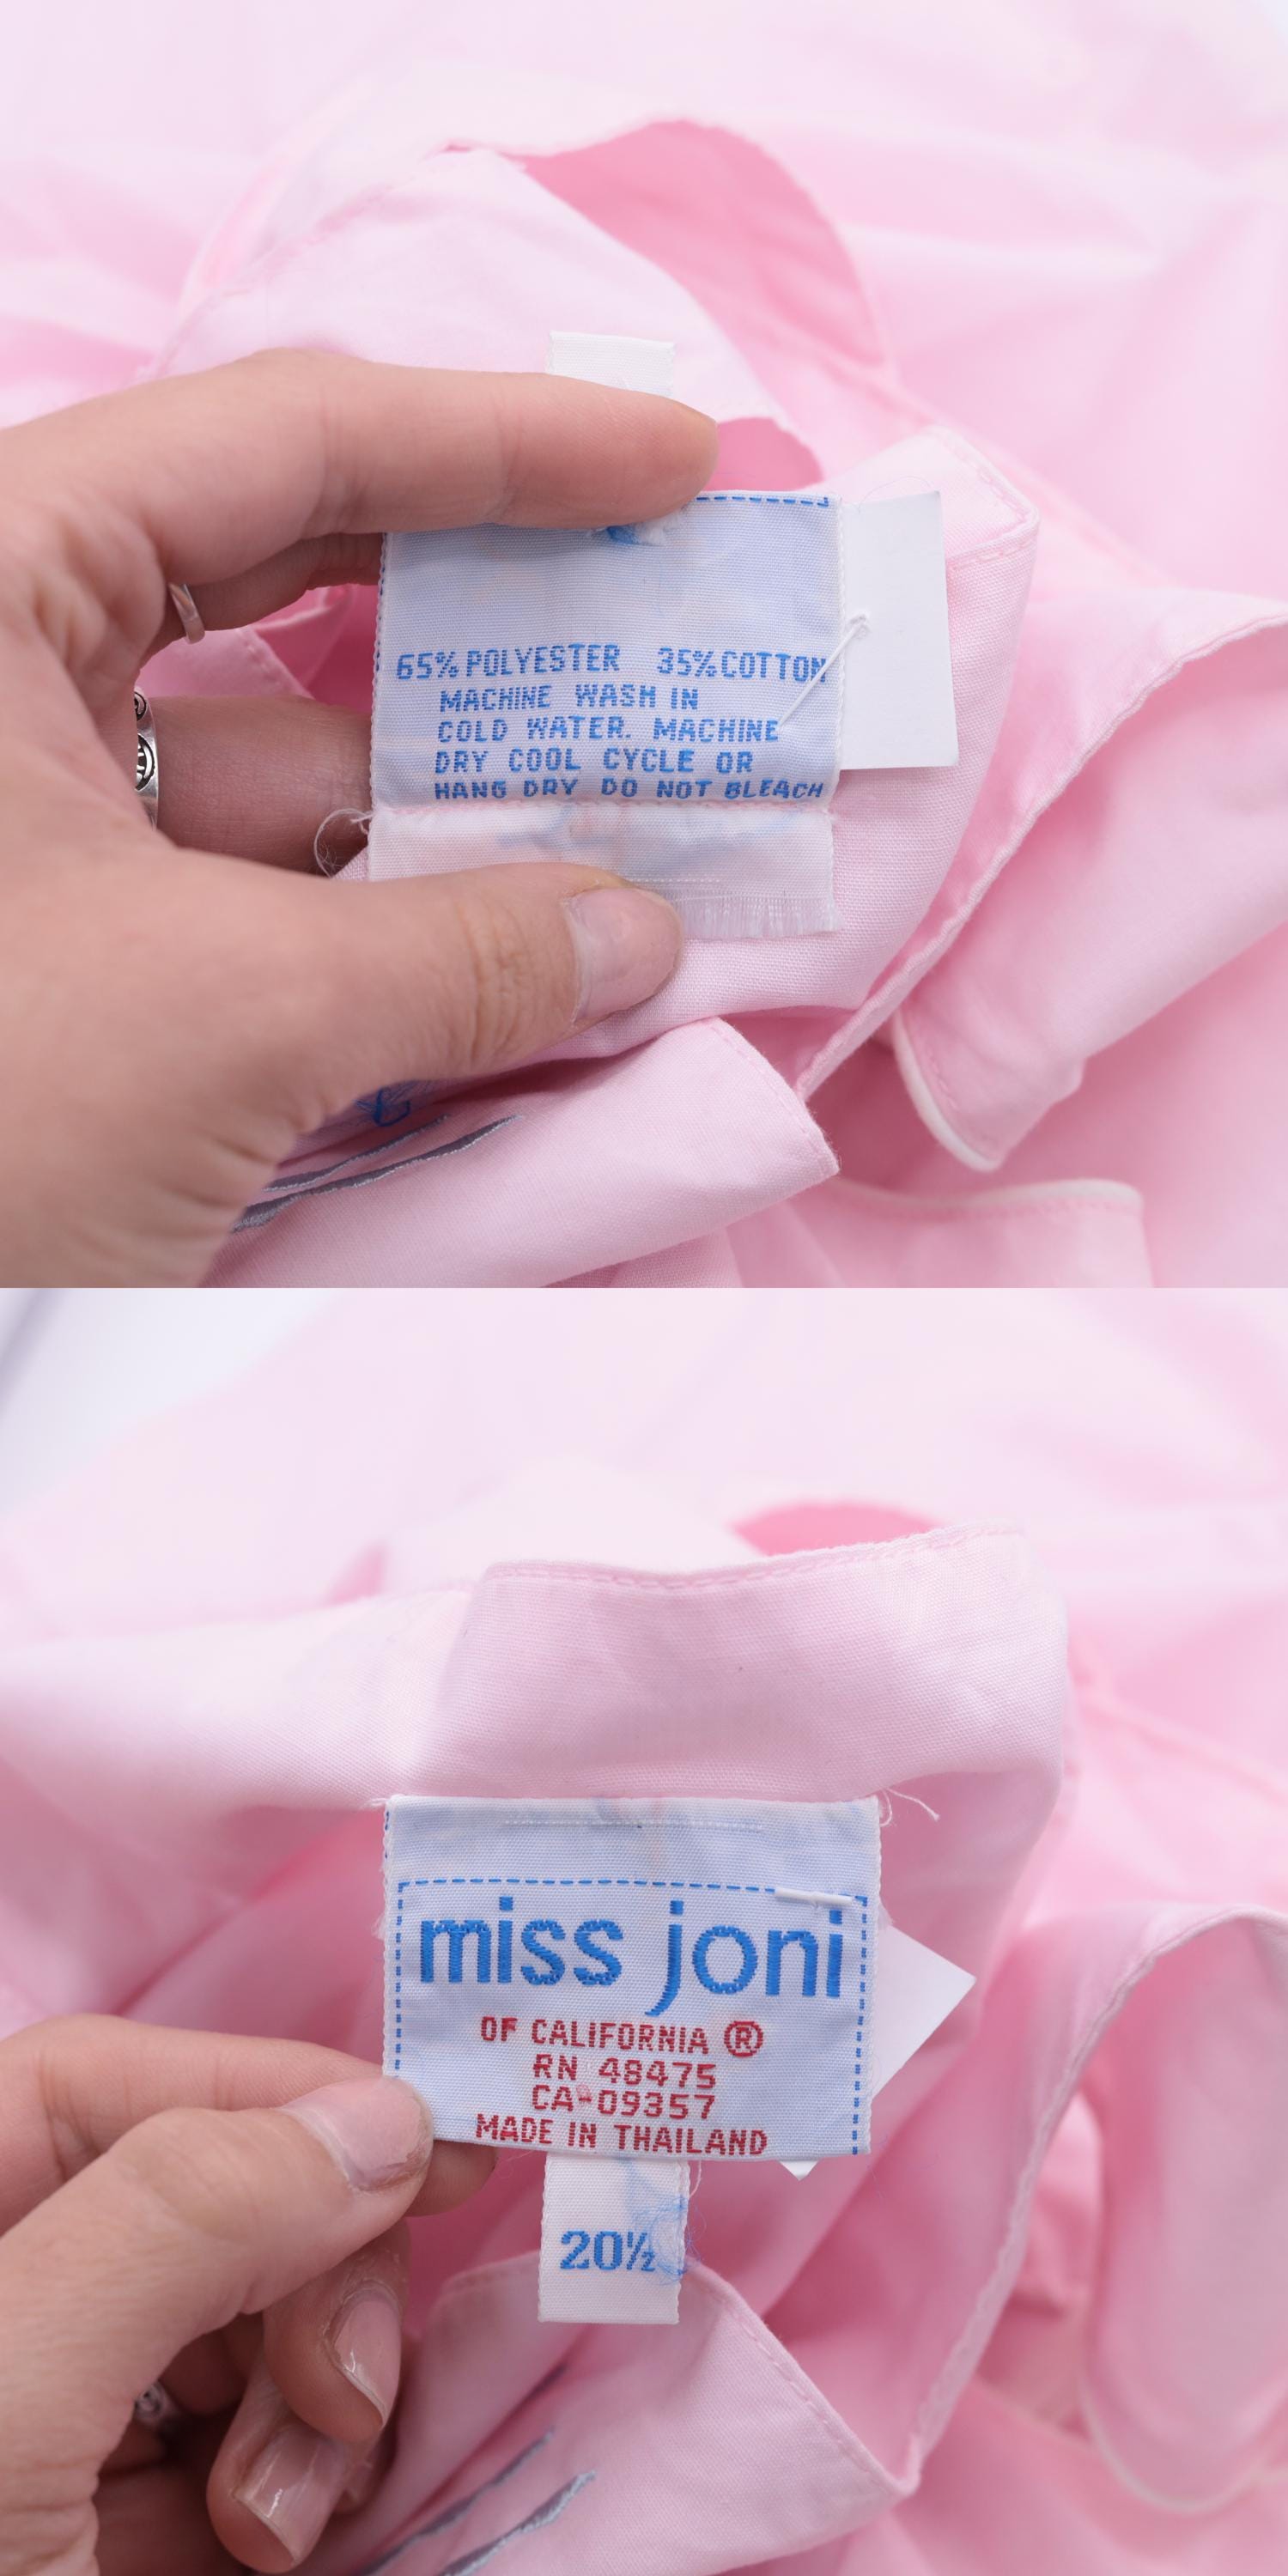 65% POLYESTER 35% COTTON
MACHINE WASH IN
COLD WATER. MACHINE
DRY COOL CYCLE OR
HANG DRY DO NOT BLEACH
miss joni
OF CALIFORNIA ®
RN 48475
CA-09357
MADE IN THAILAND
20½